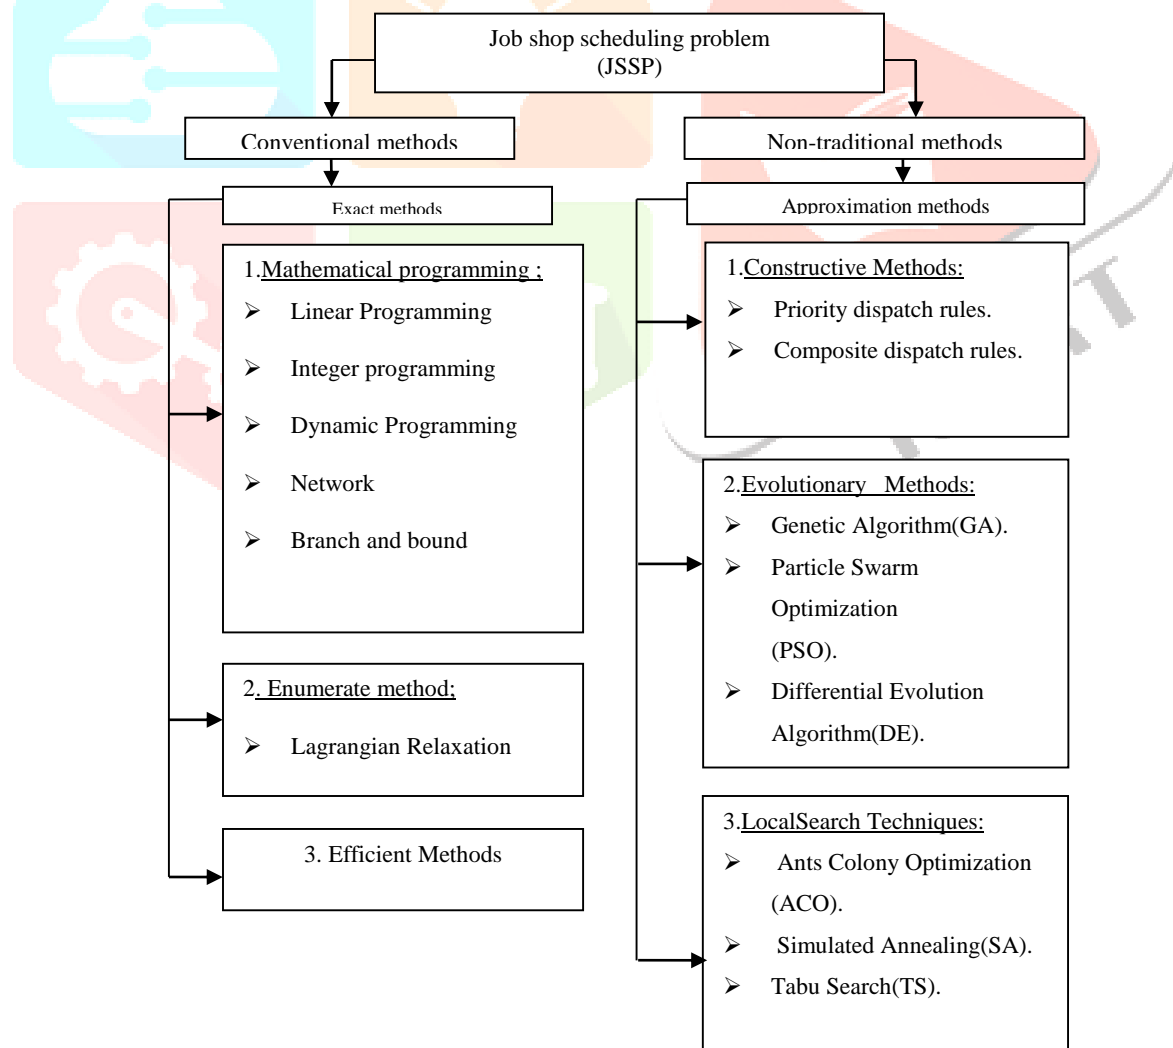 Job shop scheduling problem
(JSSP)
Conventional methods
Non-traditional methods
Exact methods
Approximation methods
1.Mathematical programming ;
➢ Linear Programming
➢ Integer programming
➢ Dynamic Programming
➢ Network
➢ Branch and bound
2. Enumerate method;
➢ Lagrangian Relaxation
3. Efficient Methods
1.Constructive Methods:
➢ Priority dispatch rules.
➢ Composite dispatch rules.
2.Evolutionary Methods:
➢ Genetic Algorithm(GA).
➢ Particle Swarm
Optimization
(PSO).
➢ Differential Evolution
Algorithm(DE).
3.LocalSearch Techniques:
➢ Ants Colony Optimization
(ACO).
➢ Simulated Annealing(SA).
➢ Tabu Search(TS).